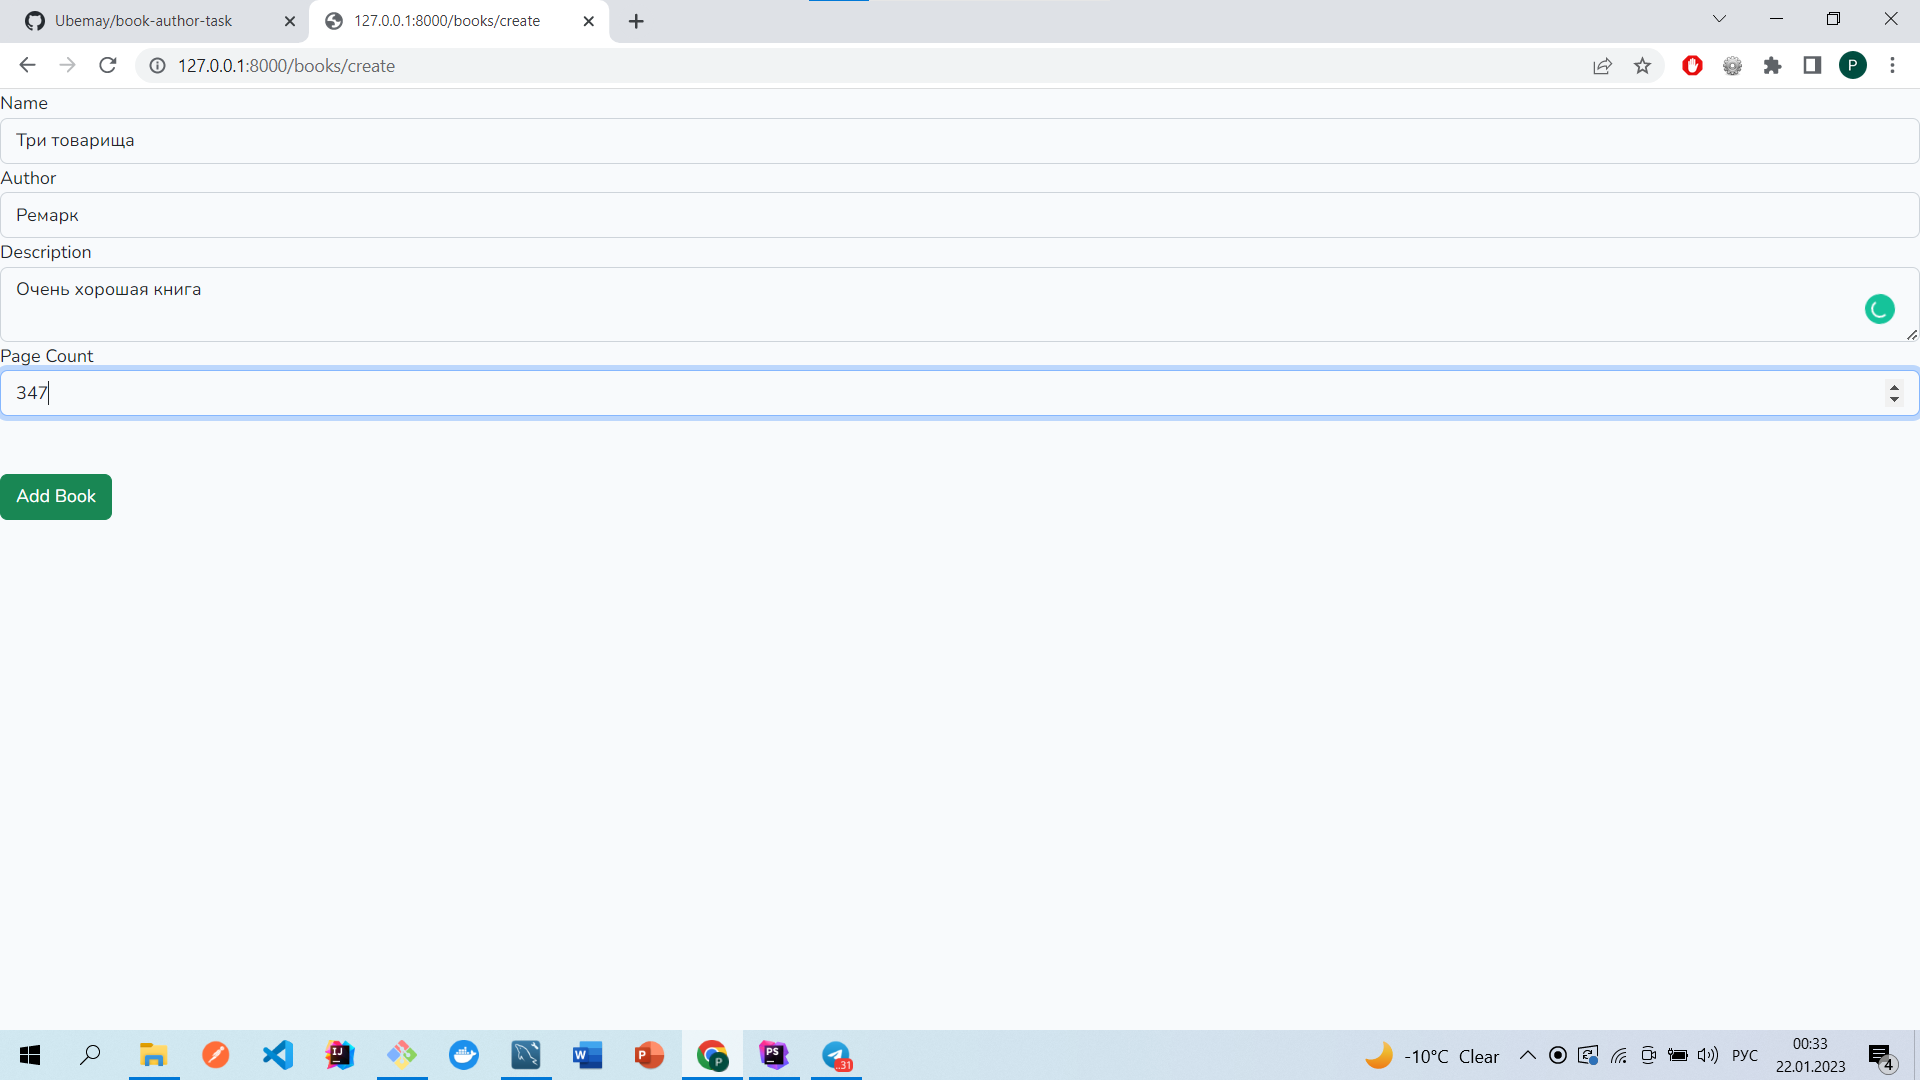 Ubemay/book-author-task
127.0.0.1:8000/books/create
127.0.0.1:8000/books/create
P
Name
Три товарища
Author
Ремарк
Description
Очень хорошая книга
Page Count
347
Add Book
IJ
W
P
P
PS
..31
-10°C Clear
РУС
00:33
22.01.2023
4